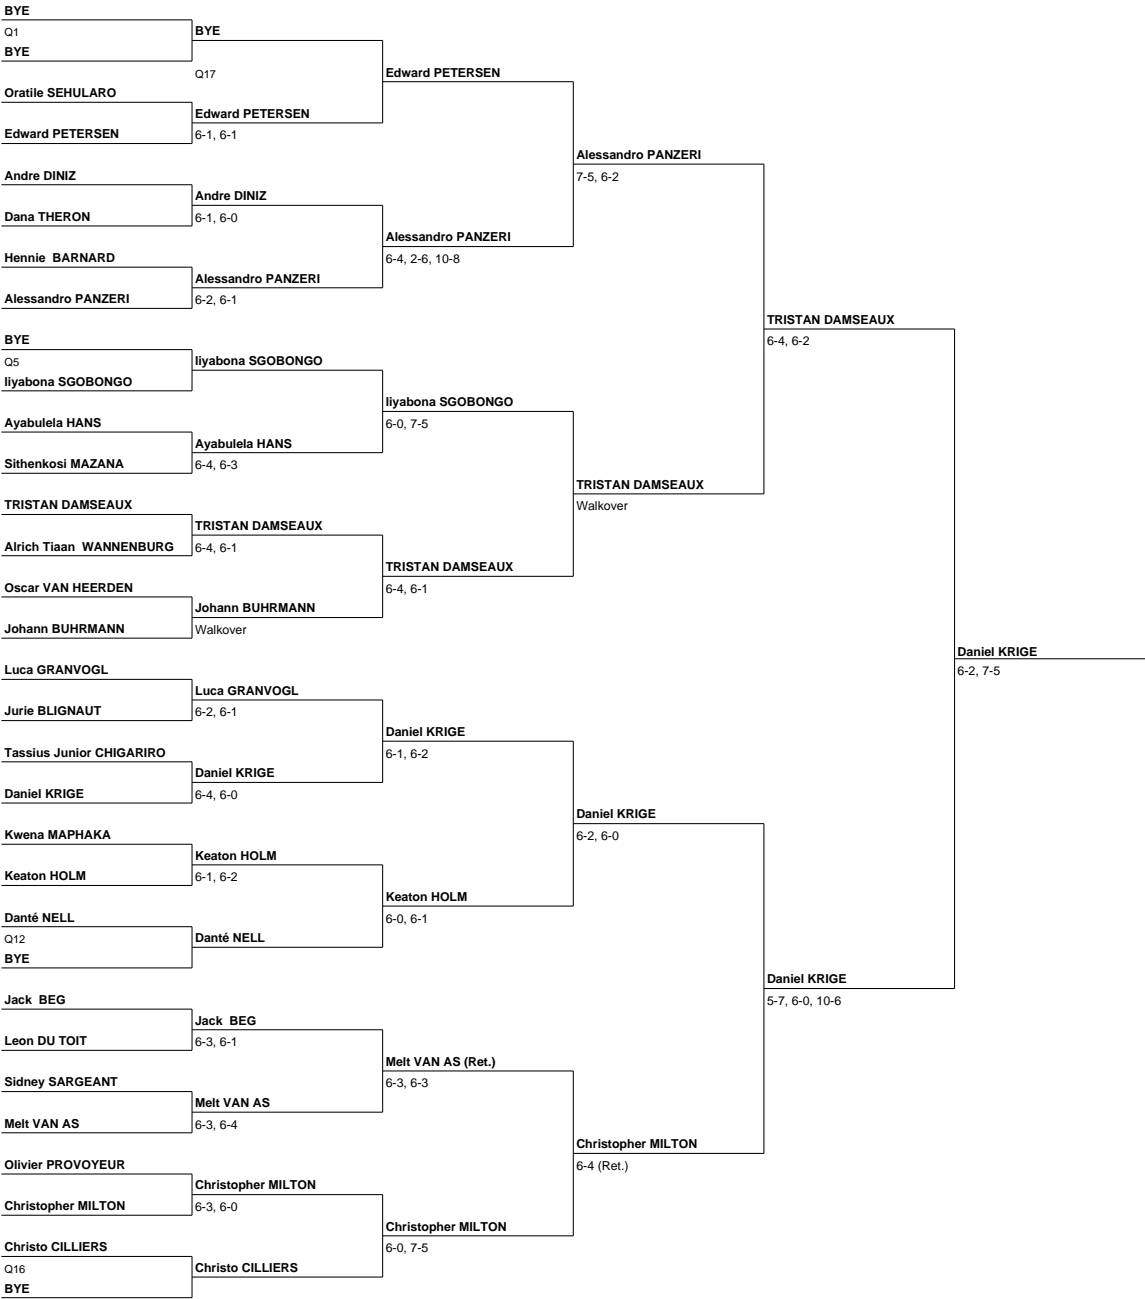 BYE
Q1
BYE
BYE
Q17
Edward PETERSEN
Oratile SEHULARO
Edward PETERSEN
Edward PETERSEN
6-1, 6-1
Alessandro PANZERI
7-5, 6-2
Andre DINIZ
Andre DINIZ
Dana THERON
6-1, 6-0
Alessandro PANZERI
6-4, 2-6, 10-8
Hennie  BARNARD
Alessandro PANZERI
Alessandro PANZERI
6-2, 6-1
TRISTAN DAMSEAUX
6-4, 6-2
BYE
Q5
liyabona SGOBONGO
liyabona SGOBONGO
liyabona SGOBONGO
6-0, 7-5
Ayabulela HANS
Ayabulela HANS
Sithenkosi MAZANA
6-4, 6-3
TRISTAN DAMSEAUX
Walkover
TRISTAN DAMSEAUX
TRISTAN DAMSEAUX
Alrich Tiaan  WANNENBURG
6-4, 6-1
TRISTAN DAMSEAUX
6-4, 6-1
Oscar VAN HEERDEN
Johann BUHRMANN
Johann BUHRMANN
Walkover
Daniel KRIGE
6-2, 7-5
Luca GRANVOGL
Luca GRANVOGL
Jurie BLIGNAUT
6-2, 6-1
Daniel KRIGE
6-1, 6-2
Tassius Junior CHIGARIRO
Daniel KRIGE
Daniel KRIGE
6-4, 6-0
Daniel KRIGE
6-2, 6-0
Kwena MAPHAKA
Keaton HOLM
Keaton HOLM
6-1, 6-2
Keaton HOLM
6-0, 6-1
Danté NELL
Q12
Danté NELL
BYE
Daniel KRIGE
5-7, 6-0, 10-6
Jack  BEG
Jack  BEG
Leon DU TOIT
6-3, 6-1
Melt VAN AS (Ret.)
6-3, 6-3
Sidney SARGEANT
Melt VAN AS
Melt VAN AS
6-3, 6-4
Christopher MILTON
6-4 (Ret.)
Olivier PROVOYEUR
Christopher MILTON
Christopher MILTON
6-3, 6-0
Christopher MILTON
6-0, 7-5
Christo CILLIERS
Q16
Christo CILLIERS
BYE